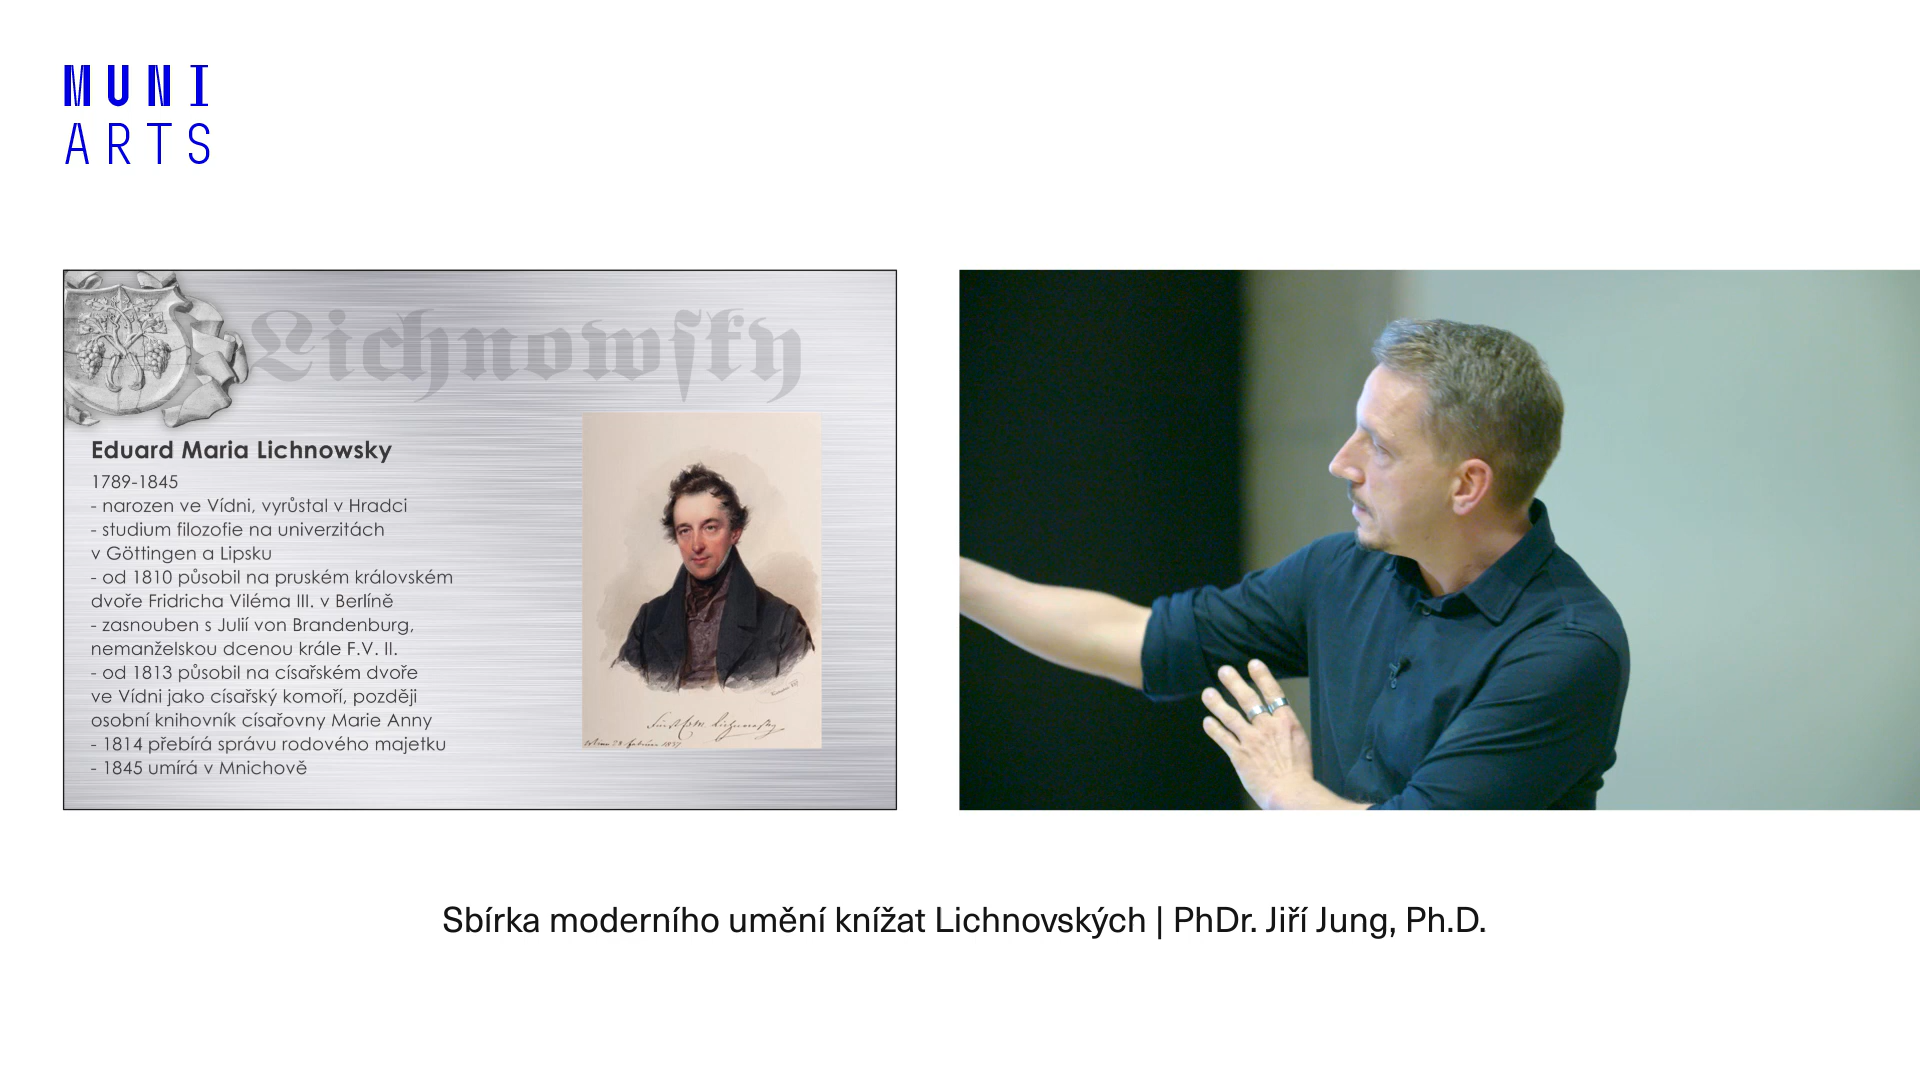 MUNI
ARTS
Lichnowsky
Eduard Maria Lichnowsky
1789-1845
- narozen ve Vídni, vyrůstal v Hradci
- studium filozofie na univerzitách
v Göttingen a Lipsku
- od 1810 působil na pruském královském
dvoře Fridricha Viléma III. v Berlíně
- zasnouben s Julií von Brandenburg,
nemanželskou dcenou krále F.V. II.
- od 1813 působil na císařském dvoře
ve Vídni jako císařský komoří, později
osobní knihovník císařovny Marie Anny
- 1814 přebírá správu rodového majetku
- 1845 umírá v Mnichově
Sbírka moderního umění knížat Lichnovských | PhDr. Jiří Jung, Ph.D.